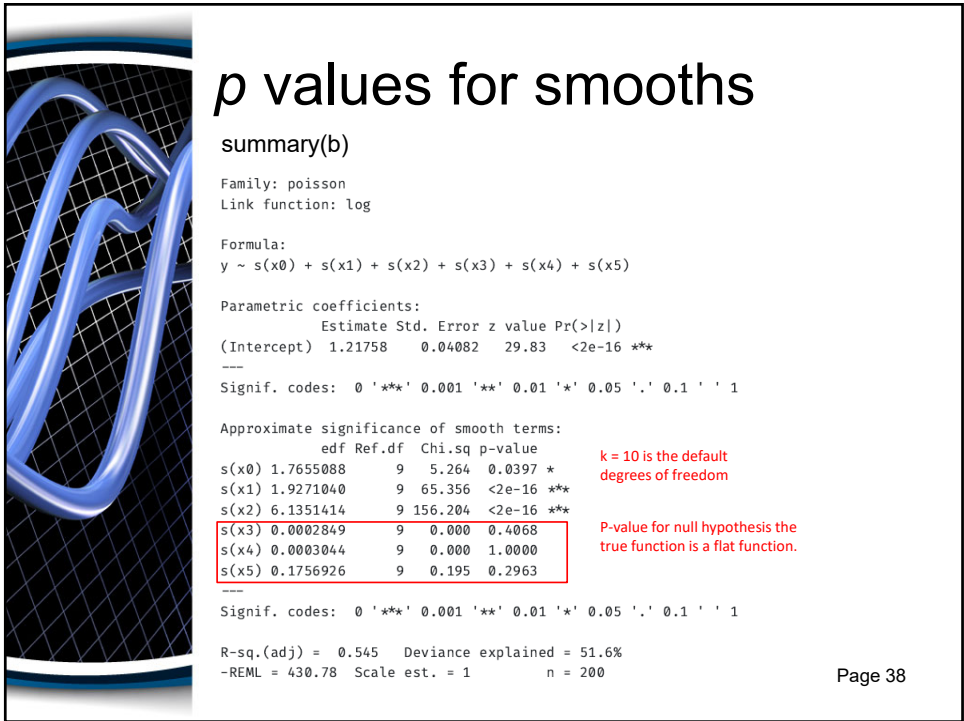 p values for smooths
summary(b)
Family: poisson
Link function: log
Formula:
y ~ s(x0) + s(x1) + s(x2) + s(x3) + s(x4) + s(x5)
Parametric coefficients:
Estimate Std. Error z value Pr(>|z|)
(Intercept) 1.21758 0.04082 29.83 <2e-16 ***
---
Signif. codes: 0 '***' 0.001 '**' 0.01 '*' 0.05 '.' 0.1 ' ' 1
Approximate significance of smooth terms:
edf Ref.df Chi.sq p-value
s(x0) 1.7655088 9 5.264 0.0397 *
s(x1) 1.9271040 9 65.356 <2e-16 ***
s(x2) 6.1351414 9 156.204 <2e-16 ***
s(x3) 0.0002849 9 0.000 0.4068
s(x4) 0.0003044 9 0.000 1.0000
s(x5) 0.1756926 9 0.195 0.2963
---
Signif. codes: 0 '***' 0.001 '**' 0.01 '*' 0.05 '.' 0.1 ' ' 1
R-sq.(adj) = 0.545 Deviance explained = 51.6%
-REML = 430.78 Scale est. = 1 n = 200
k = 10 is the default
degrees of freedom
P-value for null hypothesis the
true function is a flat function.
Page 38